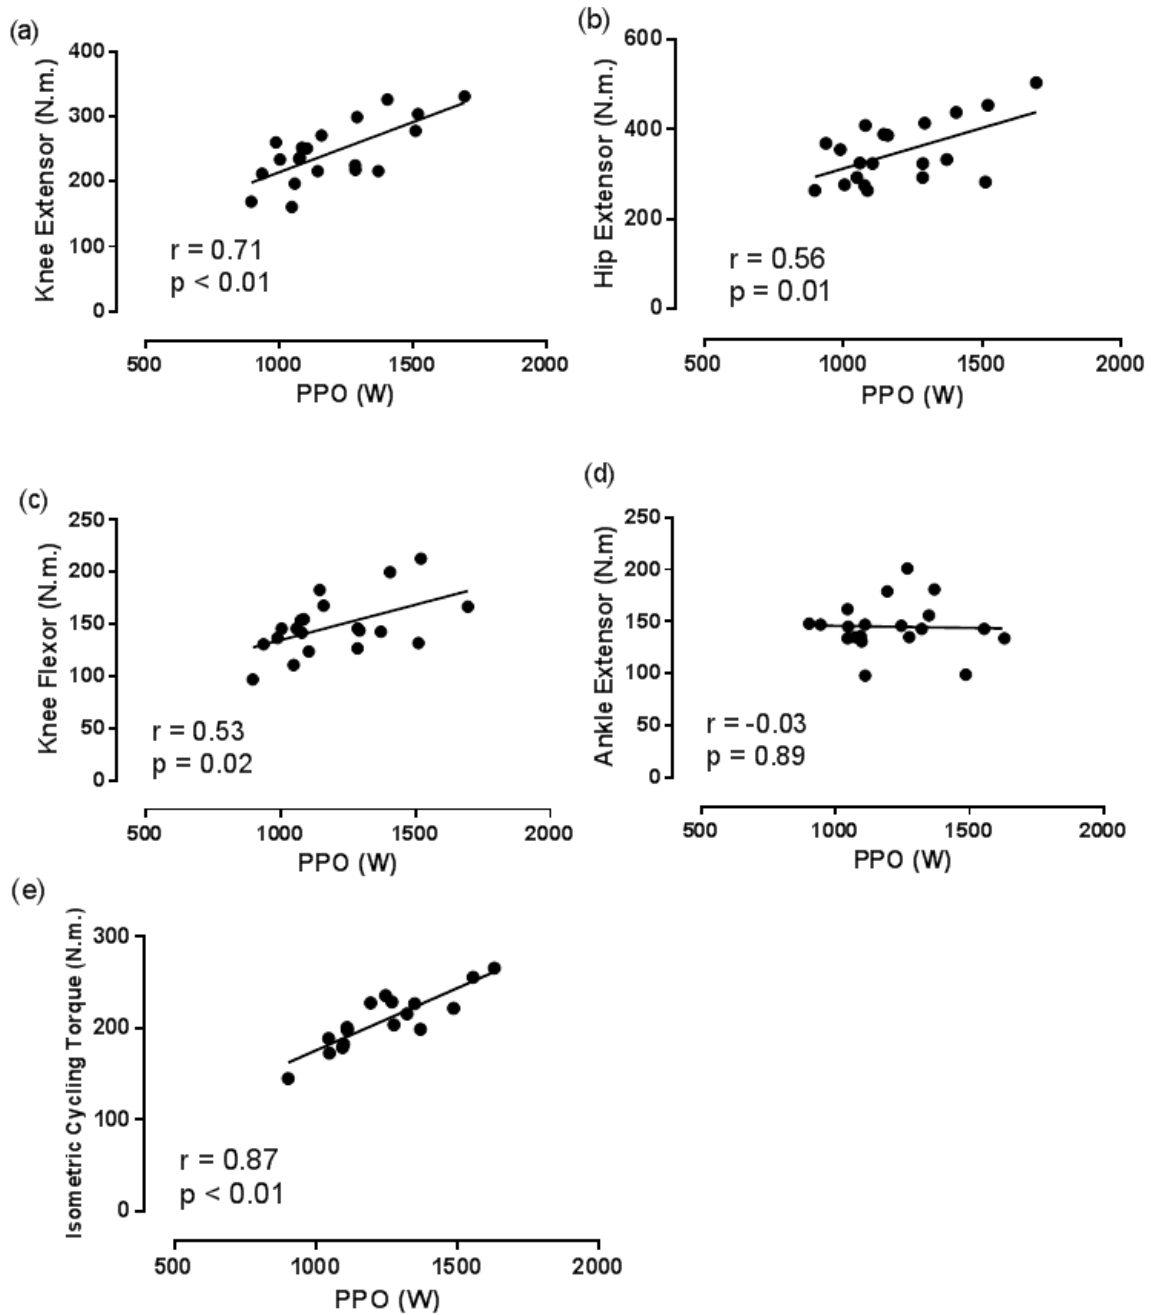 (a)
Knee Extensor (N.m.)
400
300
200
100
0
r = 0.71
p < 0.01
500 1000 1500 2000
PPO (W)
(b)
Hip Extensor (N.m.)
600
400
200
0
r = 0.56
p = 0.01
500 1000 1500 2000
PPO (W)
(c)
Knee Flexor (N.m.)
250
200
150
100
50
0
r = 0.53
p = 0.02
500 1000 1500 2000
PPO (W)
(d)
Ankle Extensor (N.m)
250
200
150
100
50
0
r = -0.03
p = 0.89
500 1000 1500 2000
PPO (W)
(e)
Isometric Cycling Torque (N.m.)
300
200
100
0
r = 0.87
p < 0.01
500 1000 1500 2000
PPO (W)